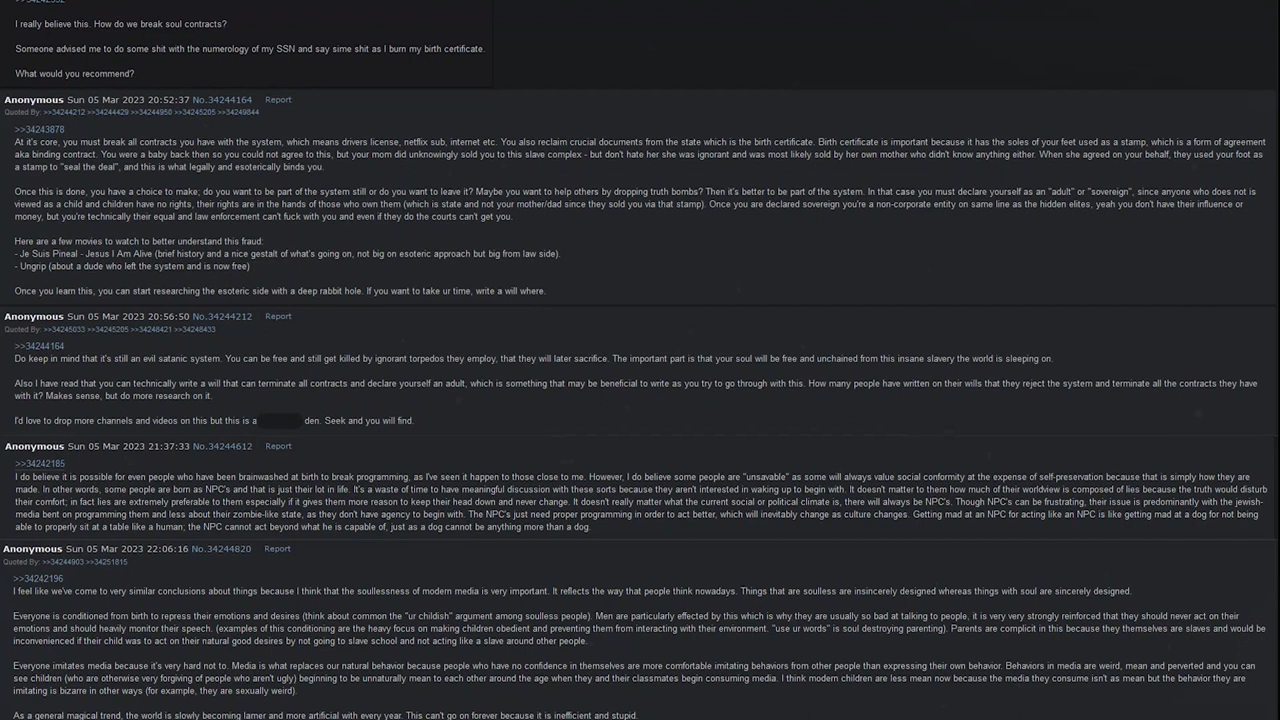 I really believe this. How do we break soul contracts?
Someone advised me to do some shit with the numerology of my SSN and say sime shit as I burn my birth certificate.
What would you recommend?
Anonymous Sun 05 Mar 2023 20:52:37 No.34244164 Report
Quoted By: >>34244212 >>34244429 >>34244950 >>34245205 >>34249844
>>34243878
At it's core, you must break all contracts you have with the system, which means drivers license, netflix sub, internet etc. You also reclaim crucial documents from the state which is the birth certificate. Birth certificate is important because it has the soles of your feet used as a stamp, which is a form of agreement
aka binding contract. You were a baby back then so you could not agree to this, but your mom did unknowingly sold you to this slave complex - but don't hate her she was ignorant and was most likely sold by her own mother who didn't know anything either. When she agreed on your behalf, they used your foot as
a stamp to "seal the deal", and this is what legally and esoterically binds you.
Once this is done, you have a choice to make; do you want to be part of the system still or do you want to leave it? Maybe you want to help others by dropping truth bombs? Then it's better to be part of the system. In that case you must declare yourself as an "adult" or "sovereign", since anyone who does not is
viewed as a child and children have no rights, their rights are in the hands of those who own them (which is state and not your mother/dad since they sold you via that stamp). Once you are declared sovereign you're a non-corporate entity on same line as the hidden elites, yeah you don't have their influence or
money, but you're technically their equal and law enforcement can't fuck with you and even if they do the courts can't get you.
Here are a few movies to watch to better understand this fraud:
- Je Suis Pineal - Jesus I Am Alive (brief history and a nice gestalt of what's going on, not big on esoteric approach but big from law side).
- Ungrip (about a dude who left the system and is now free)
Once you learn this, you can start researching the esoteric side with a deep rabbit hole. If you want to take ur time, write a will where.
Anonymous Sun 05 Mar 2023 20:56:50 No.34244212 Report
Quoted By: >>34245033 >>34245205 >>34248421 >>34248433
>>34244164
Do keep in mind that it's still an evil satanic system. You can be free and still get killed by ignorant torpedos they employ, that they will later sacrifice. The important part is that your soul will be free and unchained from this insane slavery the world is sleeping on.
Also I have read that you can technically write a will that can terminate all contracts and declare yourself an adult, which is something that may be beneficial to write as you try to go through with this. How many people have written on their wills that they reject the system and terminate all the contracts they have
with it? Makes sense, but do more research on it.
I'd love to drop more channels and videos on this but this is a den. Seek and you will find.
Anonymous Sun 05 Mar 2023 21:37:33 No.34244612 Report
>>34242185
I do believe it is possible for even people who have been brainwashed at birth to break programming, as I've seen it happen to those close to me. However, I do believe some people are "unsavable" as some will always value social conformity at the expense of self-preservation because that is simply how they are
made. In other words, some people are born as NPC's and that is just their lot in life. It's a waste of time to have meaningful discussion with these sorts because they aren't interested in waking up to begin with. It doesn't matter to them how much of their worldview is composed of lies because the truth would disturb
their comfort; in fact lies are extremely preferable to them especially if it gives them more reason to keep their head down and never change. It doesn't really matter what the current social or political climate is, there will always be NPC's. Though NPC's can be frustrating, their issue is predominantly with the jewish-
media bent on programming them and less about their zombie-like state, as they don't have agency to begin with. The NPC's just need proper programming in order to act better, which will inevitably change as culture changes. Getting mad at an NPC for acting like an NPC is like getting mad at a dog for not being
able to properly sit at a table like a human; the NPC cannot act beyond what he is capable of, just as a dog cannot be anything more than a dog.
Anonymous Sun 05 Mar 2023 22:06:16 No.34244820 Report
Quoted By: >>34244903 >>34251815
>>34242196
I feel like we've come to very similar conclusions about things because I think that the soullessness of modern media is very important. It reflects the way that people think nowadays. Things that are soulless are insincerely designed whereas things with soul are sincerely designed.
Everyone is conditioned from birth to repress their emotions and desires (think about common the "ur childish" argument among soulless people). Men are particularly effected by this which is why they are usually so bad at talking to people, it is very very strongly reinforced that they should never act on their
emotions and should heavily monitor their speech. (examples of this conditioning are the heavy focus on making children obedient and preventing them from interacting with their environment. "use ur words" is soul destroying parenting). Parents are complicit in this because they themselves are slaves and would be
inconvenienced if their child was to act on their natural good desires by not going to slave school and not acting like a slave around other people.
Everyone imitates media because it's very hard not to. Media is what replaces our natural behavior because people who have no confidence in themselves are more comfortable imitating behaviors from other people than expressing their own behavior. Behaviors in media are weird, mean and perverted and you can
see children (who are otherwise very forgiving of people who aren't ugly) beginning to be unnaturally mean to each other around the age when they and their classmates begin consuming media. I think modern children are less mean now because the media they consume isn't as mean but the behavior they are
imitating is bizarre in other ways (for example, they are sexually weird).
As a general magical trend, the world is slowly becoming lamer and more artificial with every year. This can't go on forever because it is inefficient and stupid.